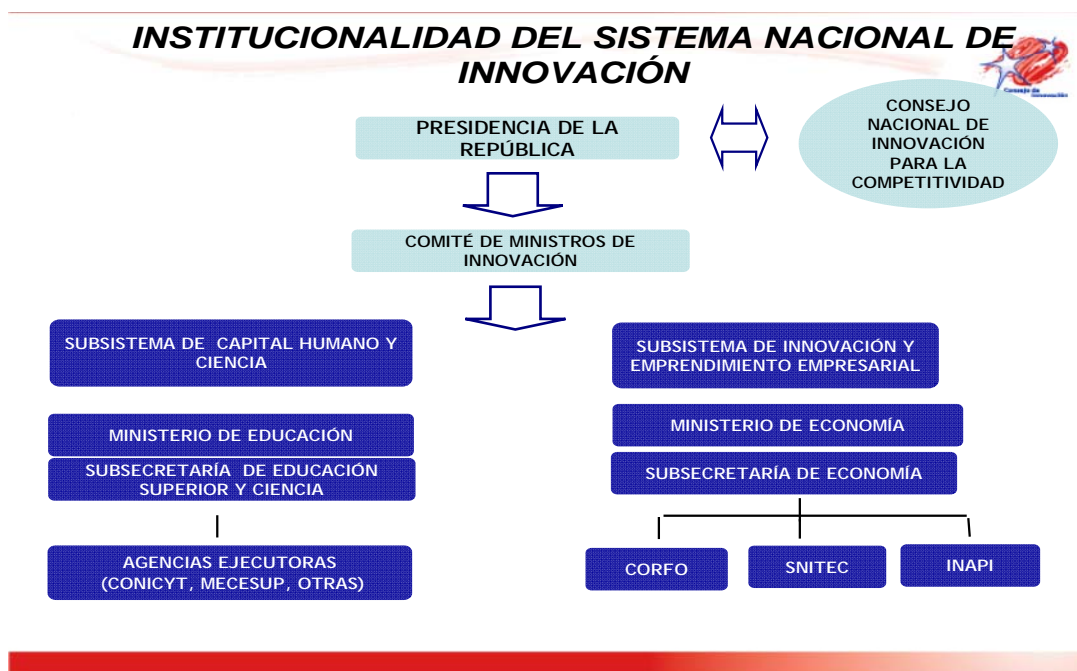 INSTITUCIONALIDAD DEL SISTEMA NACIONAL DE
INNOVACIÓN
CONSEJO
NACIONAL DE
INNOVACIÓN
PARA LA
COMPETITIVIDAD
PRESIDENCIA DE LA
REPÚBLICA
COMITÉ DE MINISTROS DE
INNOVACIÓN
SUBSISTEMA DE CAPITAL HUMANO Y
CIENCIA
MINISTERIO DE EDUCACIÓN
SUBSECRETARÍA DE EDUCACIÓN
SUPERIOR Y CIENCIA
AGENCIAS EJECUTORAS
(CONICYT, MECESUP, OTRAS)
SUBSISTEMA DE INNOVACIÓN Y
EMPRENDIMIENTO EMPRESARIAL
MINISTERIO DE ECONOMÍA
SUBSECRETARÍA DE ECONOMÍA
CORFO
SNITEC
INAPI